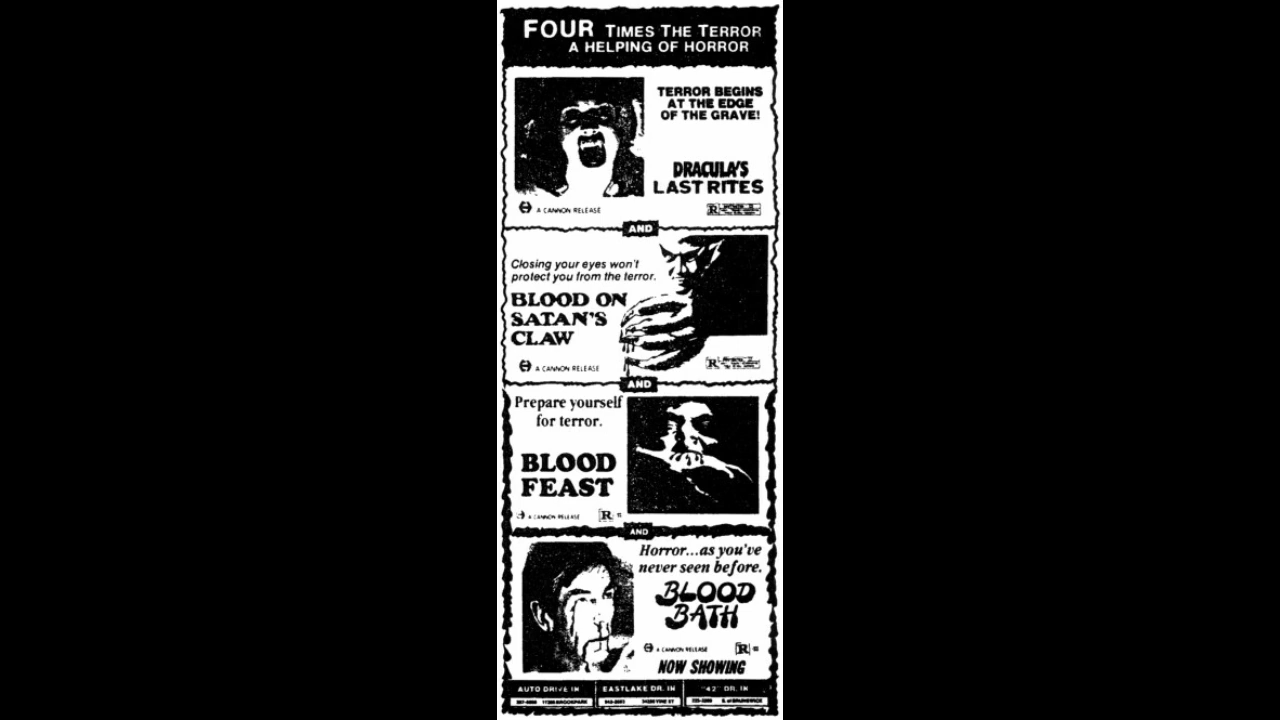 FOUR TIMES THE TERROR
A HELPING OF HORROR
TERROR BEGINS
AT THE EDGE
OF THE GRAVE!
DRACULA'S
LAST RITES
A CANNON RELEASE
R
AND
Closing your eyes won't
protect you from the terror.
BLOOD ON
SATAN'S
CLAW
A CANNON RELEASE
R
AND
Prepare yourself
for terror.
BLOOD
FEAST
A CANNON RELEASE
R
AND
Horror...as you've
never seen before.
BLOOD
BATH
A CANNON RELEASE
R
NOW SHOWING
AUTO DRIVE IN
EASTLAKE DR. IN
"42" DR. IN